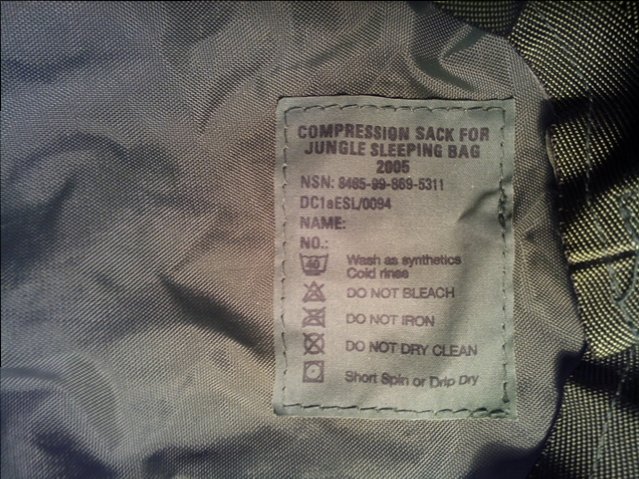 COMPRESSION SACK FOR
JUNGLE SLEEPING BAG
2005
NSN: 8465-99-869-5311
DC1aESL/0094
NAME:
NO.:
40 Wash as synthetics
Cold rinse
DO NOT BLEACH
DO NOT IRON
DO NOT DRY CLEAN
Short Spin or Drip Dry